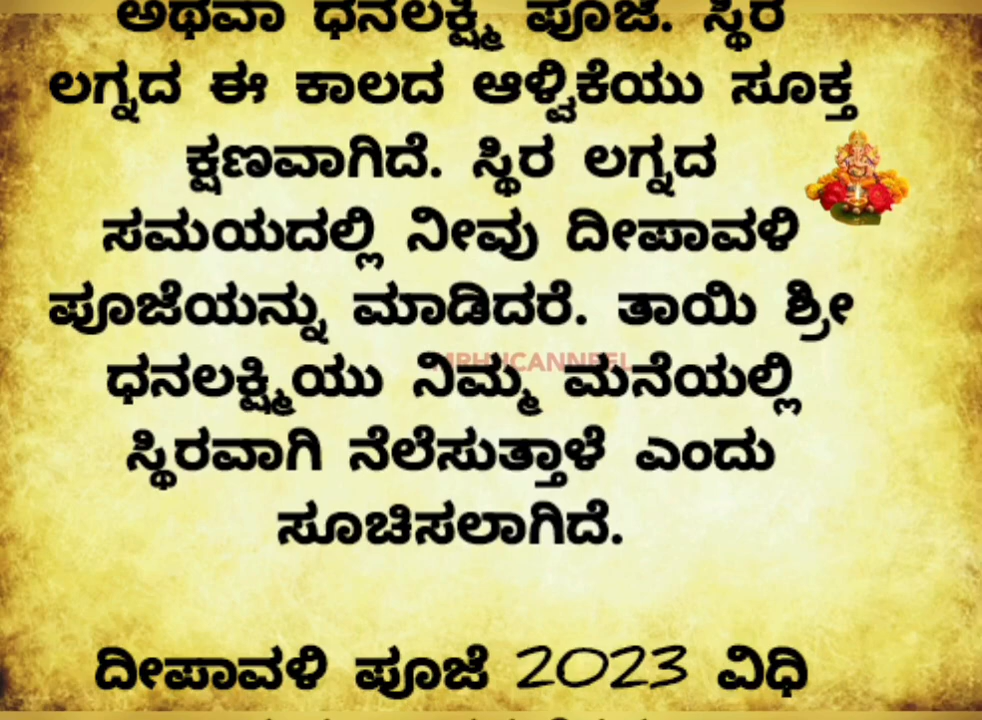 ಅಥವಾ ಧನಲಕ್ಷ್ಮಿ ಪೂಜೆ. ಸ್ಥಿರ
ಲಗ್ನದ ಈ ಕಾಲದ ಆಳ್ವಿಕೆಯು ಸೂಕ್ತ
ಕ್ಷಣವಾಗಿದೆ. ಸ್ಥಿರ ಲಗ್ನದ
ಸಮಯದಲ್ಲಿ ನೀವು ದೀಪಾವಳಿ
ಪೂಜೆಯನ್ನು ಮಾಡಿದರೆ. ತಾಯಿ ಶ್ರೀ
ಧನಲಕ್ಷ್ಮಿಯು ನಿಮ್ಮ ಮನೆಯಲ್ಲಿ
ಸ್ಥಿರವಾಗಿ ನೆಲೆಸುತ್ತಾಳೆ ಎಂದು
ಸೂಚಿಸಲಾಗಿದೆ.
ದೀಪಾವಳಿ ಪೂಜೆ 2023 ವಿಧಿ